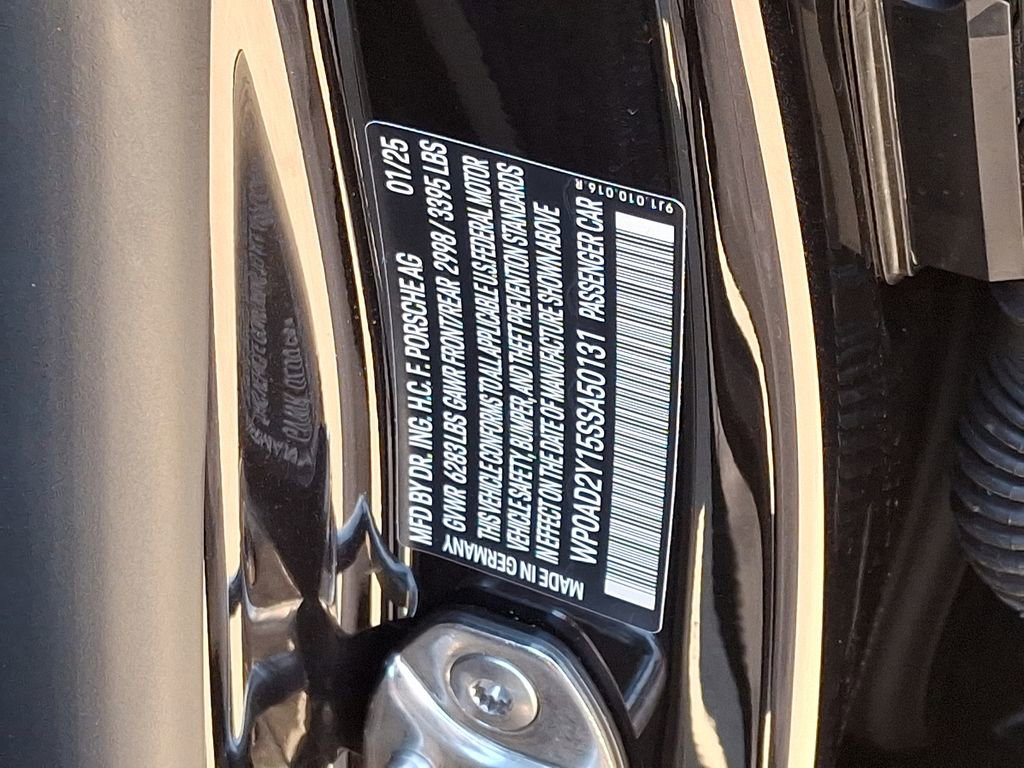 MFD BY DR. ING. H.C. F. PORSCHE AG 01/25
GVWR 6283 LBS GAWR FRONT/REAR 2998 / 3395 LBS
THIS VEHICLE CONFORMS TO ALL APPLICABLE U.S.FEDERAL MOTOR
VEHICLE SAFETY, BUMPER, AND THEFT PREVENTION STANDARDS
IN EFFECT ON THE DATE OF MANUFACTURE SHOWN ABOVE
WP0AD2Y15SSA50131 PASSENGER CAR
MADE IN GERMANY
9J1.010.016.R